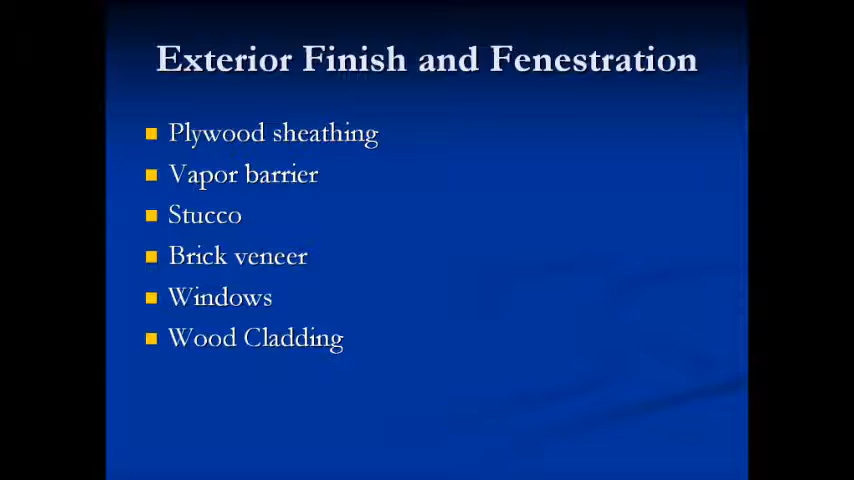 Exterior Finish and Fenestration
Plywood sheathing
Vapor barrier
Stucco
Brick veneer
Windows
Wood Cladding